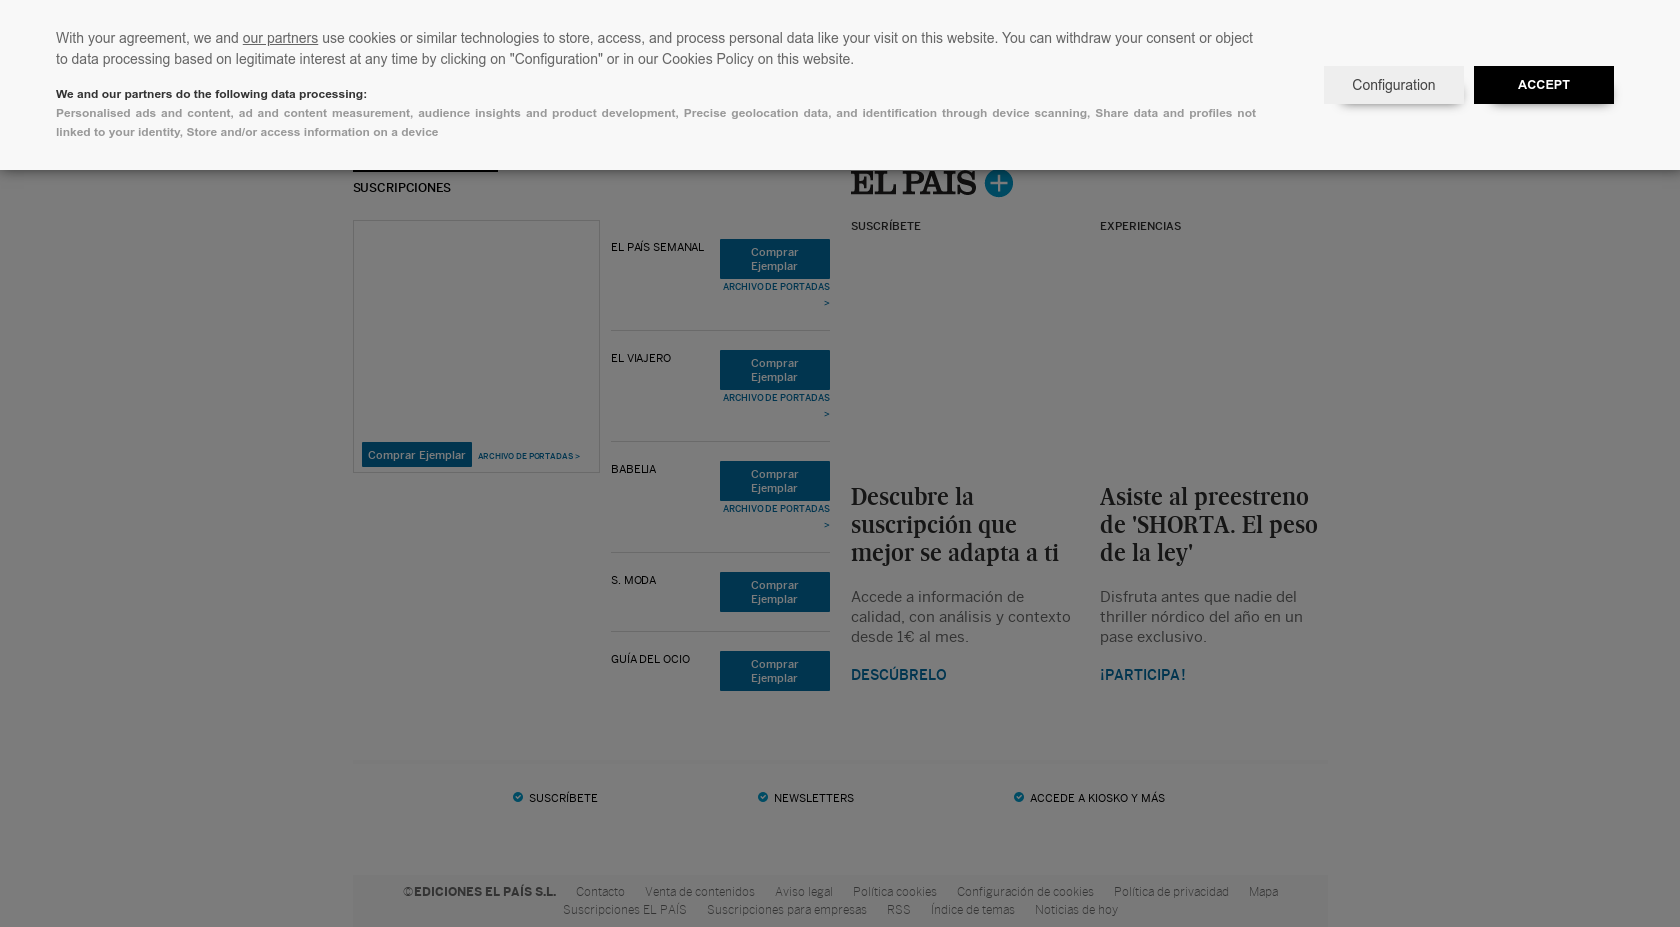 With your agreement, we and our partners use cookies or similar technologies to store, access, and process personal data like your visit on this website. You can withdraw your consent or object
to data processing based on legitimate interest at any time by clicking on "Configuration" or in our Cookies Policy on this website.
We and our partners do the following data processing:
Personalised ads and content, ad and content measurement, audience insights and product development, Precise geolocation data, and identification through device scanning, Share data and profiles not
linked to your identity, Store and/or access information on a device
Configuration
ACCEPT
SUSCRIPCIONES
Comprar Ejemplar
ARCHIVO DE PORTADAS >
EL PAÍS SEMANAL
Comprar
Ejemplar
ARCHIVO DE PORTADAS
>
EL VIAJERO
Comprar
Ejemplar
ARCHIVO DE PORTADAS
>
BABELIA
Comprar
Ejemplar
ARCHIVO DE PORTADAS
>
S. MODA
Comprar
Ejemplar
GUÍA DEL OCIO
Comprar
Ejemplar
EL PAÍS +
SUSCRÍBETE
Descubre la
suscripción que
mejor se adapta a ti
Accede a información de
calidad, con análisis y contexto
desde 1€ al mes.
DESCÚBRELO
EXPERIENCIAS
Asiste al preestreno
de 'SHORTA. El peso
de la ley'
Disfruta antes que nadie del
thriller nórdico del año en un
pase exclusivo.
¡PARTICIPA!
SUSCRÍBETE
NEWSLETTERS
ACCEDE A KIOSKO Y MÁS
©EDICIONES EL PAÍS S.L. Contacto Venta de contenidos Aviso legal Política cookies Configuración de cookies Política de privacidad Mapa
Suscripciones EL PAÍS Suscripciones para empresas RSS Índice de temas Noticias de hoy